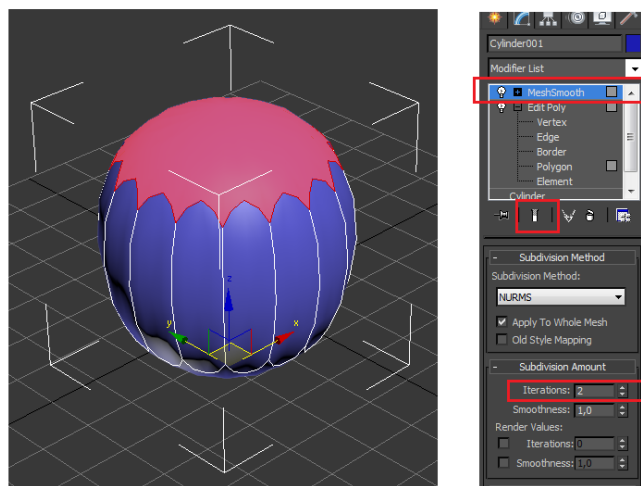 z
y
x
Cylinder001
Modifier List
MeshSmooth
Edit Poly
Vertex
Edge
Border
Polygon
Element
Cylinder
- Subdivision Method
Subdivision Method:
NURMS
Apply To Whole Mesh
Old Style Mapping
- Subdivision Amount
Iterations: 2
Smoothness: 1,0
Render Values:
Iterations: 0
Smoothness: 1,0